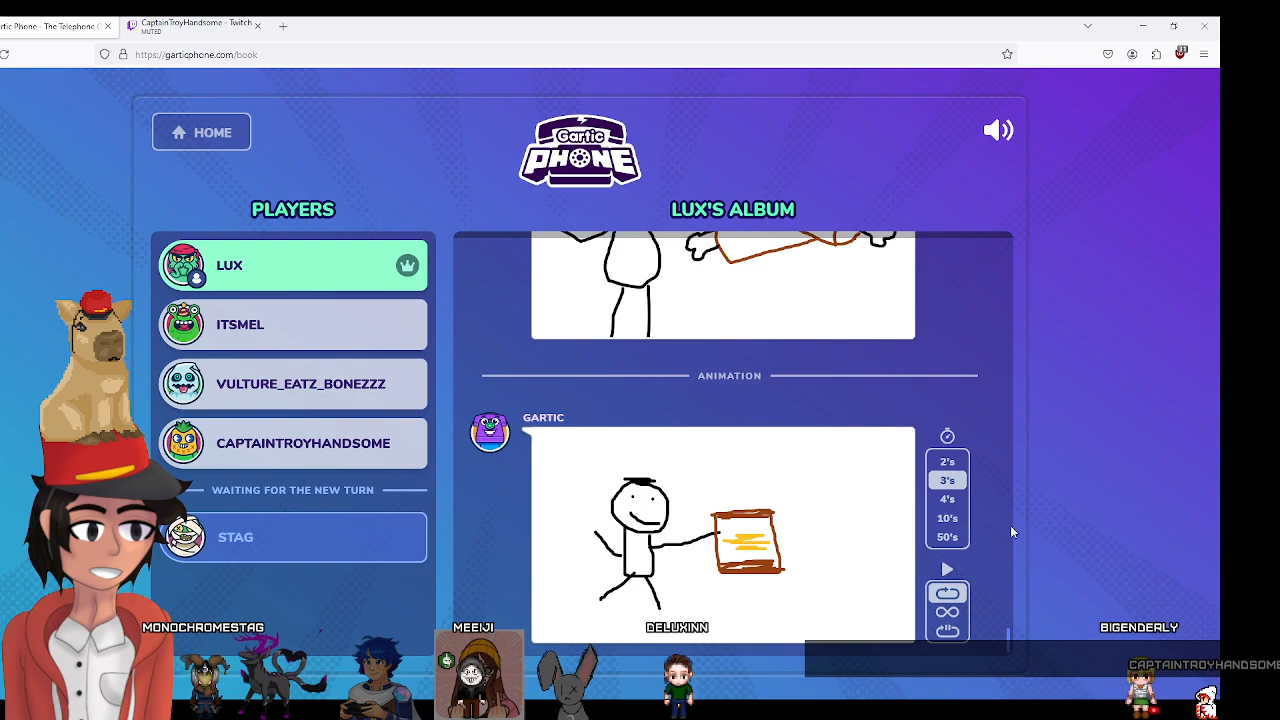 rtic Phone - The Telephone G
CaptainTroyHandsome - Twitch
MUTED
https://garticphone.com/book
HOME
Gartic
PHONE
PLAYERS
LUX'S ALBUM
LUX
ITSMEL
VULTURE_EATZ_BONEZZZ
CAPTAINTROYHANDSOME
WAITING FOR THE NEW TURN
STAG
ANIMATION
GARTIC
2's
3's
4's
10's
50's
MONOCHROMESTAG
MEEIJI
DELUXINN
BIGENDERLY
CAPTAINTROYHANDSOME